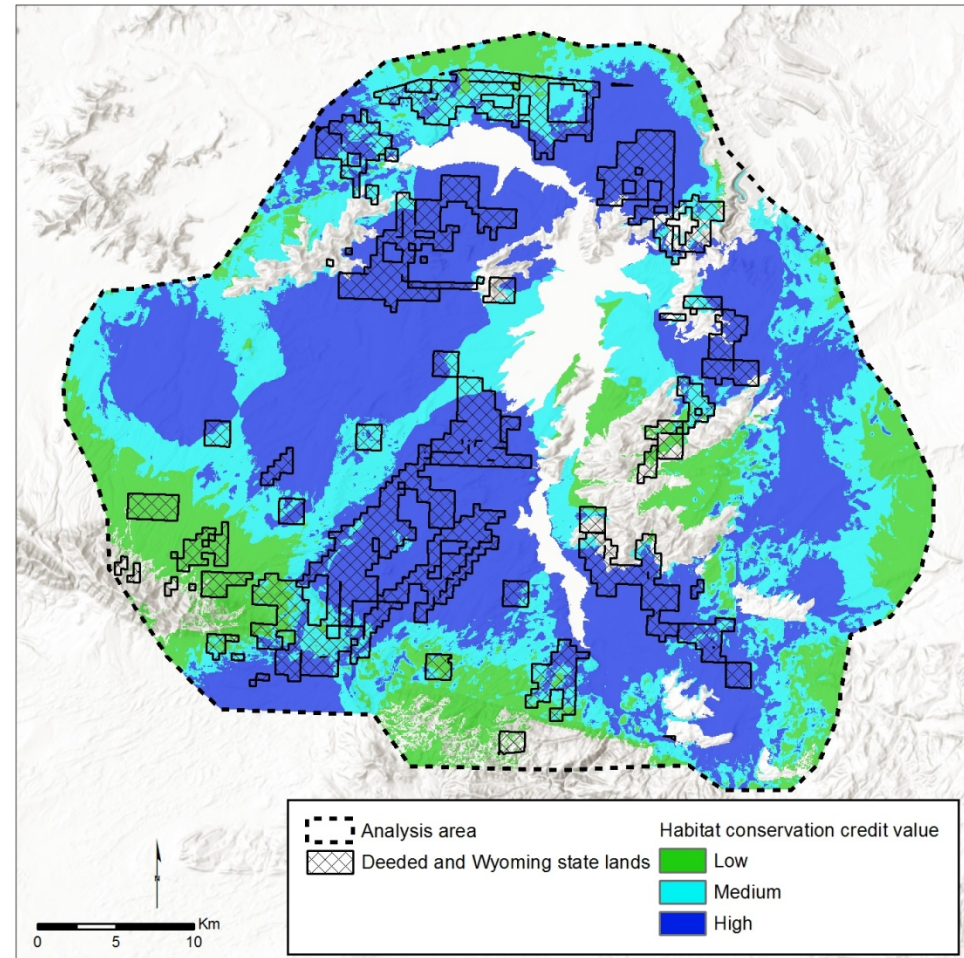 Analysis area
Deeded and Wyoming state lands
Habitat conservation credit value
Low
Medium
High
Km
0 5 10